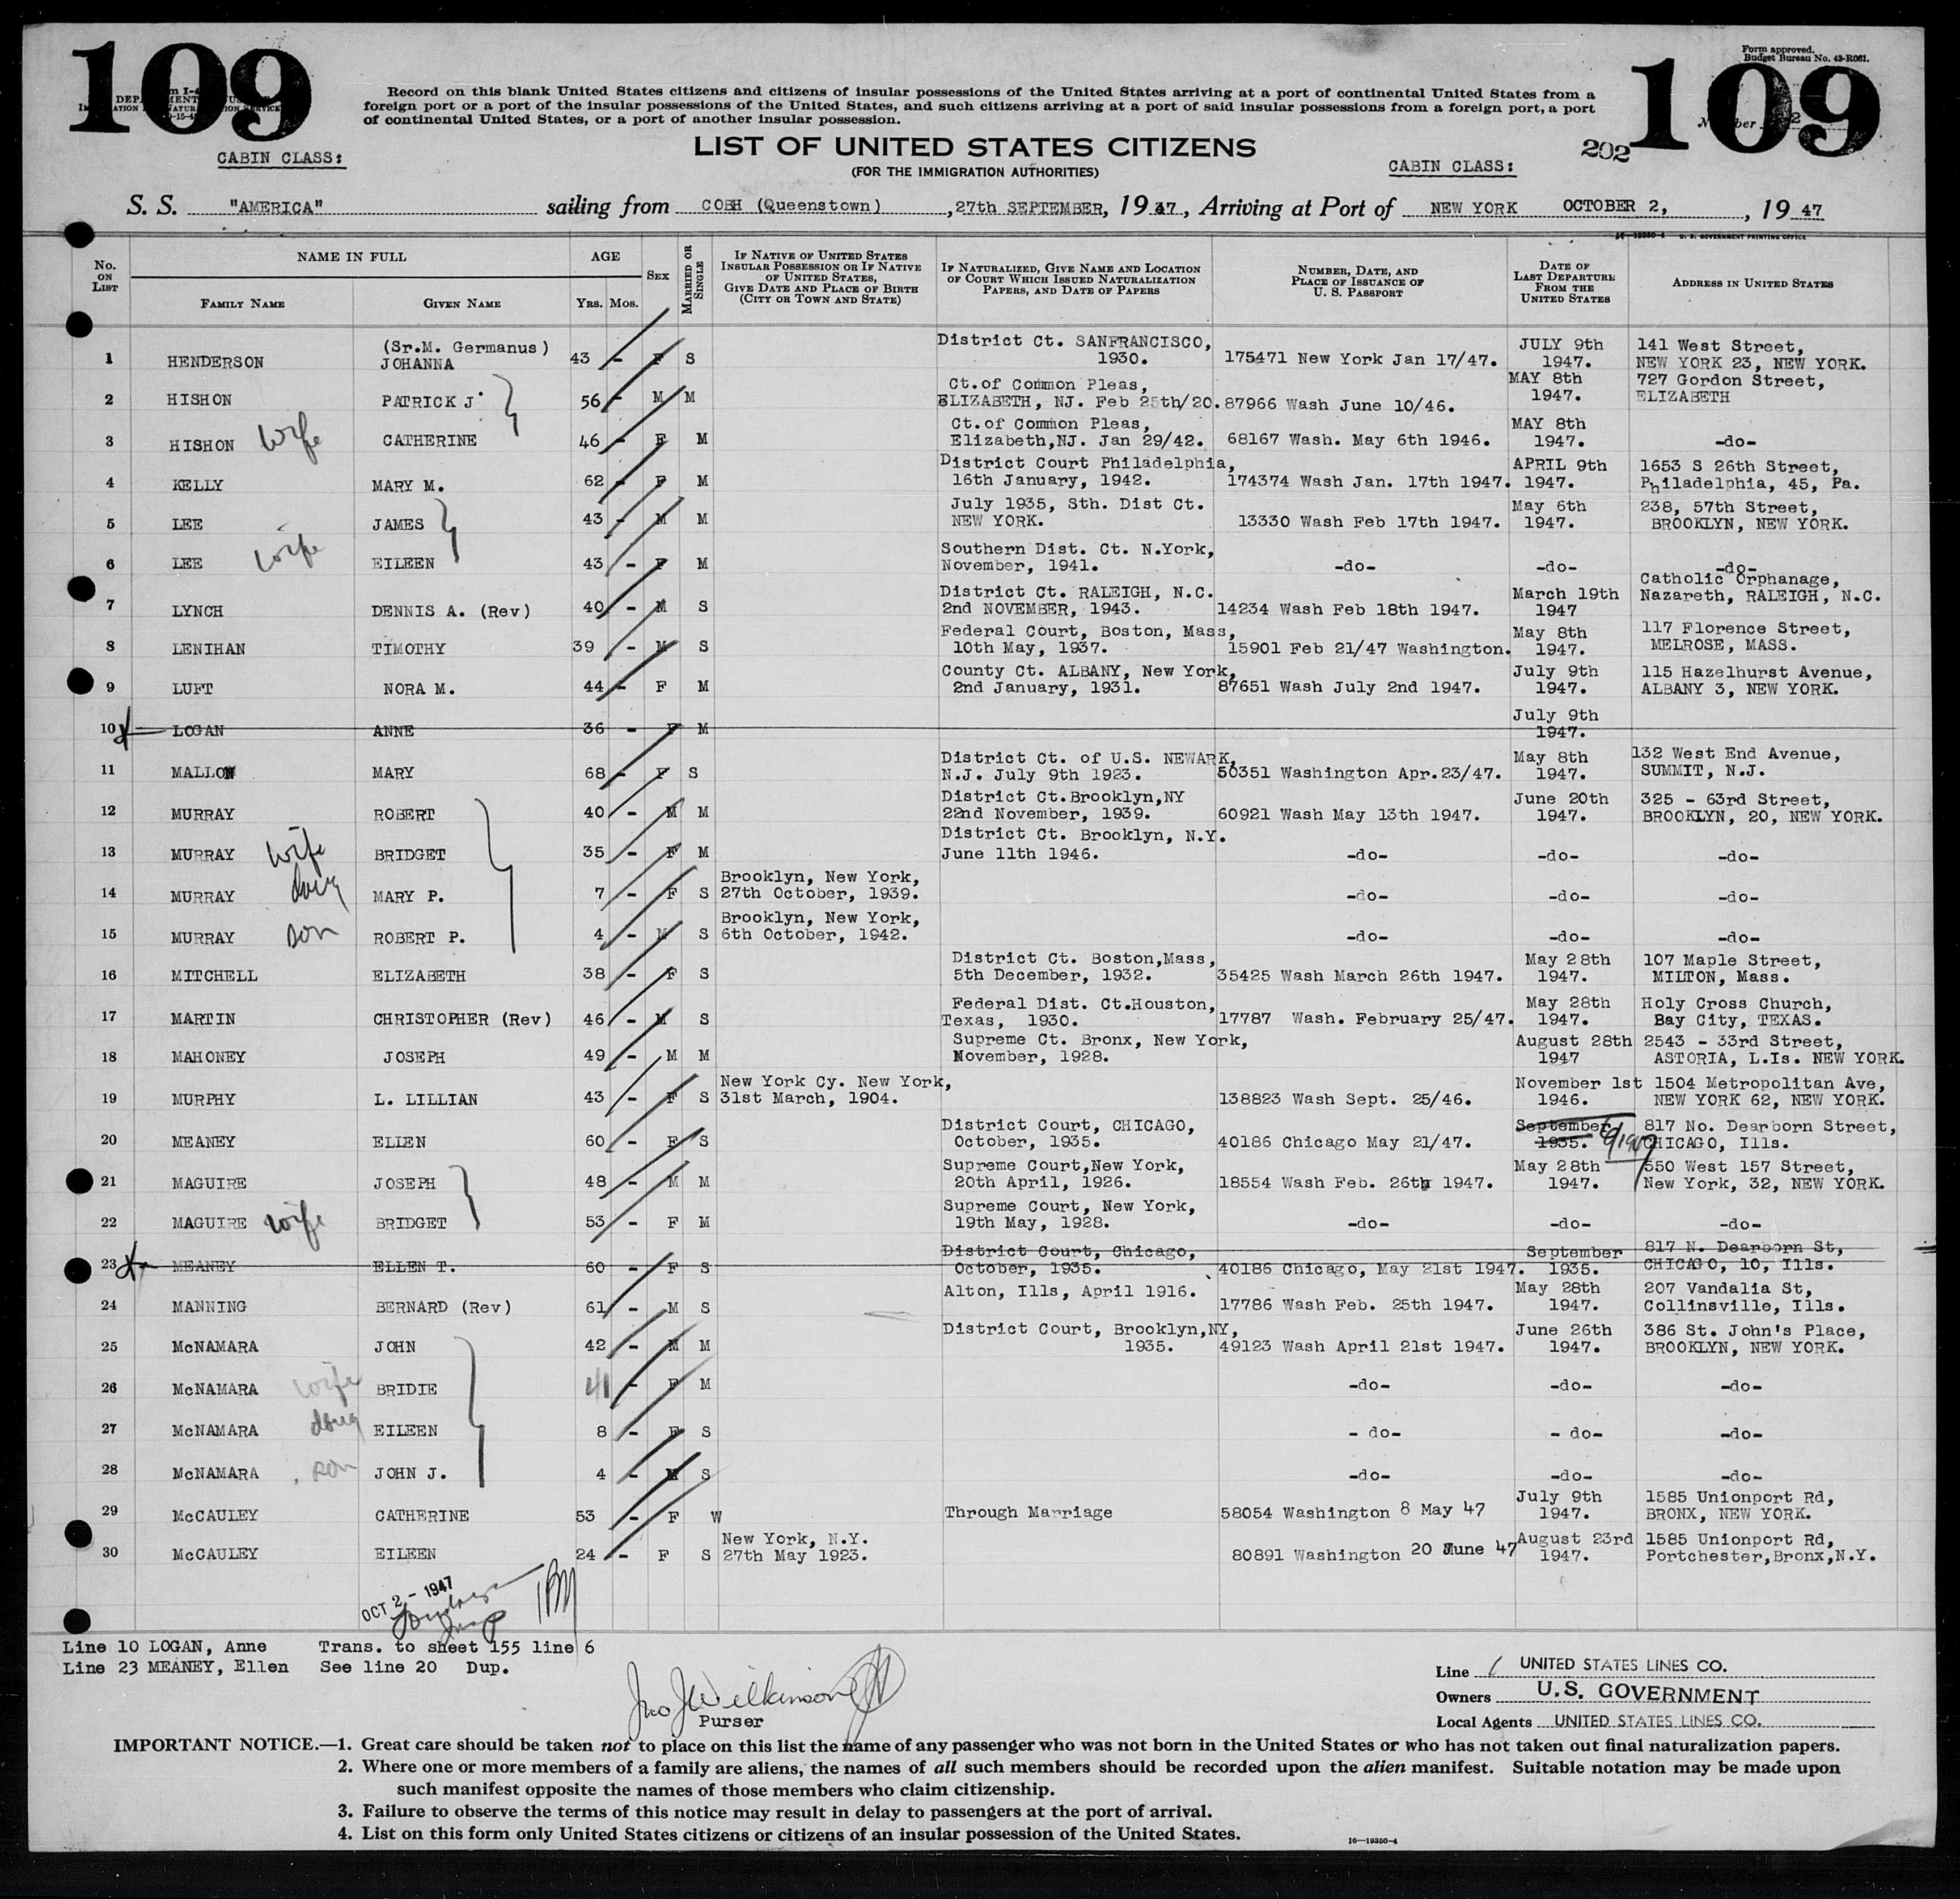 109
109
Form approved.
Budget Bureau No. 43-R061.
Record on this blank United States citizens and citizens of insular possessions of the United States arriving at a port of continental United States from a
foreign port or a port of the insular possessions of the United States, and such citizens arriving at a port of said insular possessions from a foreign port, a port
of continental United States, or a port of another insular possession.
CABIN CLASS:
LIST OF UNITED STATES CITIZENS
(FOR THE IMMIGRATION AUTHORITIES)
CABIN CLASS:
202
S. S. "AMERICA" sailing from COBH (Queenstown), 27th SEPTEMBER, 1947, Arriving at Port of NEW YORK OCTOBER 2, , 1947
16—19350-4 U. S. GOVERNMENT PRINTING OFFICE
No. ON LIST
NAME IN FULL
FAMILY NAME
GIVEN NAME
AGE
Yrs. Mos.
SEX
MARRIED OR SINGLE
IF NATIVE OF UNITED STATES
INSULAR POSSESSION OR IF NATIVE
OF UNITED STATES,
GIVE DATE AND PLACE OF BIRTH
(CITY OR TOWN AND STATE)
IF NATURALIZED, GIVE NAME AND LOCATION
OF COURT WHICH ISSUED NATURALIZATION
PAPERS, AND DATE OF PAPERS
NUMBER, DATE, AND
PLACE OF ISSUANCE OF
U. S. PASSPORT
DATE OF
LAST DEPARTURE
FROM THE
UNITED STATES
ADDRESS IN UNITED STATES
(Sr.M. Germanus) District Ct. SANFRANCISCO, JULY 9th 141 West Street,
1 HENDERSON JOHANNA 43 - F S 1930. 175471 New York Jan 17/47. 1947. NEW YORK 23, NEW YORK.
Ct.of Common Pleas, MAY 8th 727 Gordon Street,
2 HISHON PATRICK J. 56 - M M ELIZABETH, NJ. Feb 25th/20. 87966 Wash June 10/46. 1947. ELIZABETH
Ct.of Common Pleas, MAY 8th
3 HISHON wife CATHERINE 46 - F M Elizabeth,NJ. Jan 29/42. 68167 Wash. May 6th 1946. 1947. -do-
District Court Philadelphia, APRIL 9th 1653 S 26th Street,
4 KELLY MARY M. 62 - F M 16th January, 1942. 174374 Wash Jan. 17th 1947. 1947. Philadelphia, 45, Pa.
July 1935, Sth. Dist Ct. May 6th 238, 57th Street,
5 LEE JAMES 43 - M M NEW YORK. 13330 Wash Feb 17th 1947. 1947. BROOKLYN, NEW YORK.
Southern Dist. Ct. N.York,
6 LEE wife EILEEN 43 - F M November, 1941. -do- -do- -do-
District Ct. RALEIGH, N.C. March 19th Catholic Orphanage,
7 LYNCH DENNIS A. (Rev) 40 - M S 2nd NOVEMBER, 1943. 14234 Wash Feb 18th 1947. 1947 Nazareth, RALEIGH, N.C.
Federal Court, Boston, Mass, May 8th 117 Florence Street,
8 LENIHAN TIMOTHY 39 - M S 10th May, 1937. 15901 Feb 21/47 Washington. 1947. MELROSE, MASS.
County Ct. ALBANY, New York, July 9th 115 Hazelhurst Avenue,
9 LUFT NORA M. 44 - F M 2nd January, 1931. 87651 Wash July 2nd 1947. 1947. ALBANY 3, NEW YORK.
July 9th
10 LOGAN ANNE 36 - F M 1947.
District Ct. of U.S. NEWARK, May 8th 132 West End Avenue,
11 MALLON MARY 68 - F S N.J. July 9th 1923. 50351 Washington Apr.23/47. 1947. SUMMIT, N.J.
District Ct.Brooklyn,NY June 20th 325 - 63rd Street,
12 MURRAY ROBERT 40 - M M 22nd November, 1939. 60921 Wash May 13th 1947. 1947. BROOKLYN, 20, NEW YORK.
District Ct. Brooklyn, N.Y.
13 MURRAY wife BRIDGET 35 - F M June 11th 1946. -do- -do- -do-
Brooklyn, New York,
14 MURRAY daug MARY P. 7 - F S 27th October, 1939. -do- -do- -do-
Brooklyn, New York,
15 MURRAY son ROBERT P. 4 - M S 6th October, 1942. -do- -do- -do-
District Ct. Boston,Mass, May 28th 107 Maple Street,
16 MITCHELL ELIZABETH 38 - F S 5th December, 1932. 35425 Wash March 26th 1947. 1947. MILTON, Mass.
Federal Dist. Ct.Houston, May 28th Holy Cross Church,
17 MARTIN CHRISTOPHER (Rev) 46 - M S Texas, 1930. 17787 Wash. February 25/47. 1947. Bay City, TEXAS.
Supreme Ct. Bronx, New York, August 28th 2543 - 33rd Street,
18 MAHONEY JOSEPH 49 - M M November, 1928. 1947 ASTORIA, L.Is. NEW YORK.
New York Cy. New York, November 1st 1504 Metropolitan Ave,
19 MURPHY L. LILLIAN 43 - F S 31st March, 1904. 138823 Wash Sept. 25/46. 1946. NEW YORK 62, NEW YORK.
District Court, CHICAGO, September 817 No. Dearborn Street,
20 MEANEY ELLEN 60 - F S October, 1935. 40186 Chicago May 21/47. 1935. 6/1947 CHICAGO, Ills.
Supreme Court,New York, May 28th 550 West 157 Street,
21 MAGUIRE JOSEPH 48 - M M 20th April, 1926. 18554 Wash Feb. 26th 1947. 1947. New York, 32, NEW YORK.
Supreme Court, New York,
22 MAGUIRE wife BRIDGET 53 - F M 19th May, 1928. -do- -do- -do-
District Court, Chicago, September 817 N. Dearborn St,
23 MEANEY ELLEN T. 60 - F S October, 1935. 40186 Chicago, May 21st 1947. 1935. CHICAGO, 10, Ills.
Alton, Ills, April 1916. May 28th 207 Vandalia St,
24 MANNING BERNARD (Rev) 61 - M S 17786 Wash Feb. 25th 1947. 1947. Collinsville, Ills.
District Court, Brooklyn,NY, June 26th 386 St. John's Place,
25 McNAMARA JOHN 42 - M M 1935. 49123 Wash April 21st 1947. 1947. BROOKLYN, NEW YORK.
26 McNAMARA wife BRIDIE 41 - F M -do- -do- -do-
27 McNAMARA daug EILEEN 8 - F S - do- - do- -do-
28 McNAMARA son JOHN J. 4 - M S -do- -do- -do-
July 9th 1585 Unionport Rd,
29 McCAULEY CATHERINE 53 - F W Through Marriage 58054 Washington 8 May 47 1947. BRONX, NEW YORK.
New York, N.Y. August 23rd 1585 Unionport Rd,
30 McCAULEY EILEEN 24 - F S 27th May 1923. 80891 Washington 20 June 47 1947. Portchester,Bronx,N.Y.
OCT 2 - 1947
Line 10 LOGAN, Anne Trans. to sheet 155 line 6
Line 23 MEANEY, Ellen See line 20 Dup.
Jno J Wilkinson
Purser
Line UNITED STATES LINES CO.
Owners U.S. GOVERNMENT
Local Agents UNITED STATES LINES CO.
IMPORTANT NOTICE.—1. Great care should be taken not to place on this list the name of any passenger who was not born in the United States or who has not taken out final naturalization papers.
2. Where one or more members of a family are aliens, the names of all such members should be recorded upon the alien manifest. Suitable notation may be made upon
such manifest opposite the names of those members who claim citizenship.
3. Failure to observe the terms of this notice may result in delay to passengers at the port of arrival.
4. List on this form only United States citizens or citizens of an insular possession of the United States.
16—19350-4